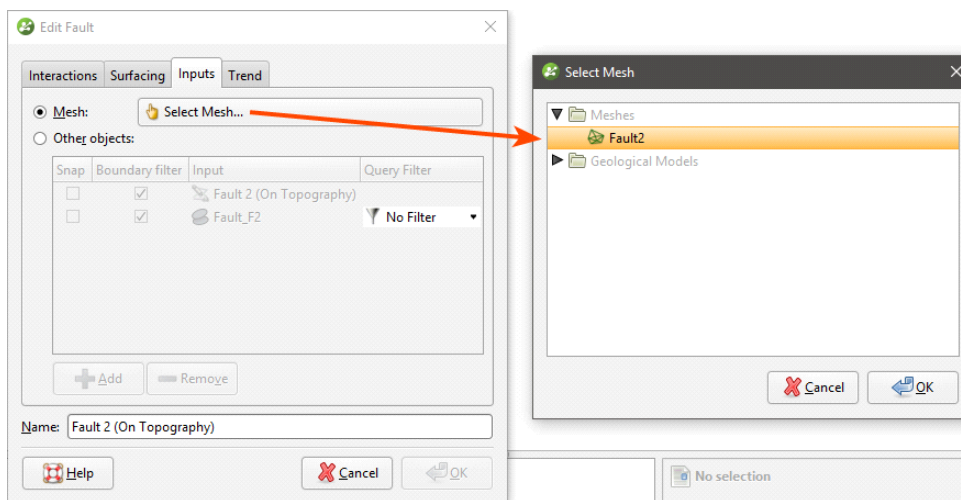 Edit Fault
Interactions Surfacing Inputs Trend
Mesh: Select Mesh...
Other objects:
Snap Boundary filter Input Query Filter
Fault 2 (On Topography)
Fault_F2 No Filter
Add Remove
Name: Fault 2 (On Topography)
Help Cancel OK
Select Mesh
Meshes
Fault2
Geological Models
Cancel OK
No selection